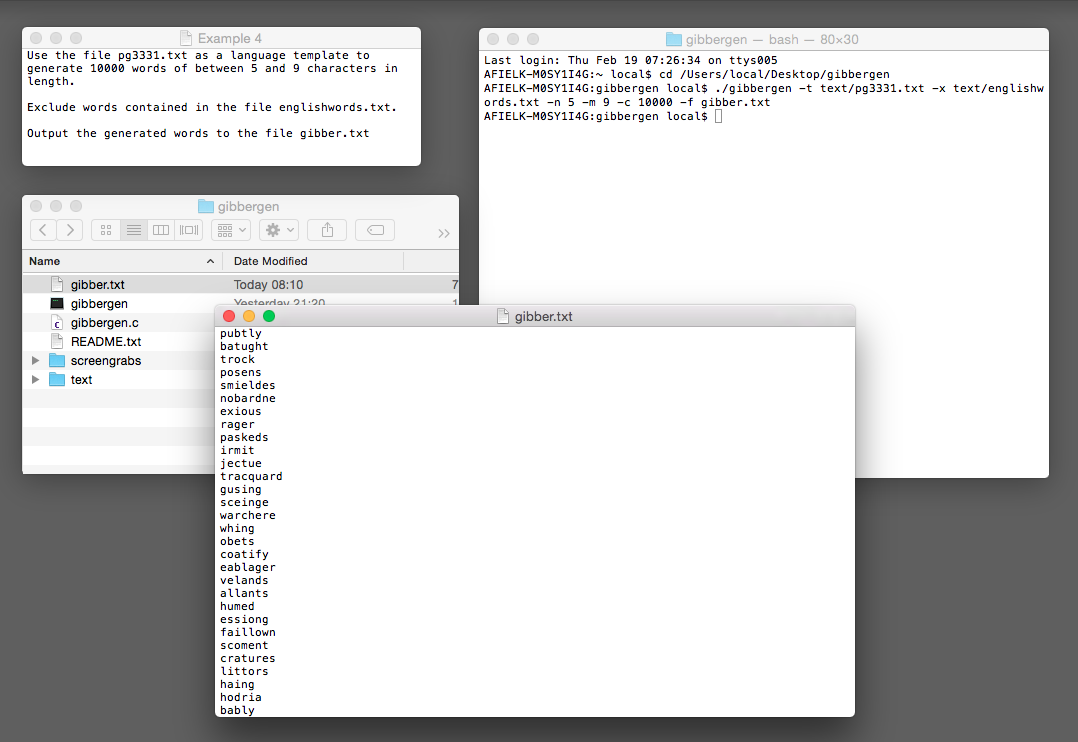 Example 4
Use the file pg3331.txt as a language template to
generate 10000 words of between 5 and 9 characters in
length.
Exclude words contained in the file englishwords.txt.
Output the generated words to the file gibber.txt
gibbergen — bash — 80×30
Last login: Thu Feb 19 07:26:34 on ttys005
AFIELK-M0SY1I4G:~ local$ cd /Users/local/Desktop/gibbergen
AFIELK-M0SY1I4G:gibbergen local$ ./gibbergen -t text/pg3331.txt -x text/englishw
ords.txt -n 5 -m 9 -c 10000 -f gibber.txt
AFIELK-M0SY1I4G:gibbergen local$
gibbergen
Name Date Modified
gibber.txt Today 08:10 7
gibbergen Yesterday 21:20 1
gibbergen.c
README.txt
screengrabs
text
gibber.txt
pubtly
batught
trock
posens
smieldes
nobardne
exious
rager
paskeds
irmit
jectue
tracquard
gusing
sceinge
warchere
whing
obets
coatify
eablager
velands
allants
humed
essiong
faillown
scoment
cratures
littors
haing
hodria
bably